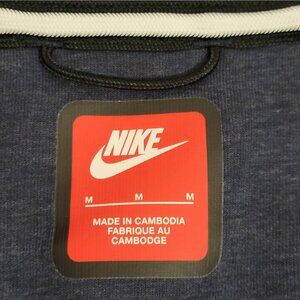 NIKE
M M M
MADE IN CAMBODIA
FABRIQUE AU
CAMBODGE